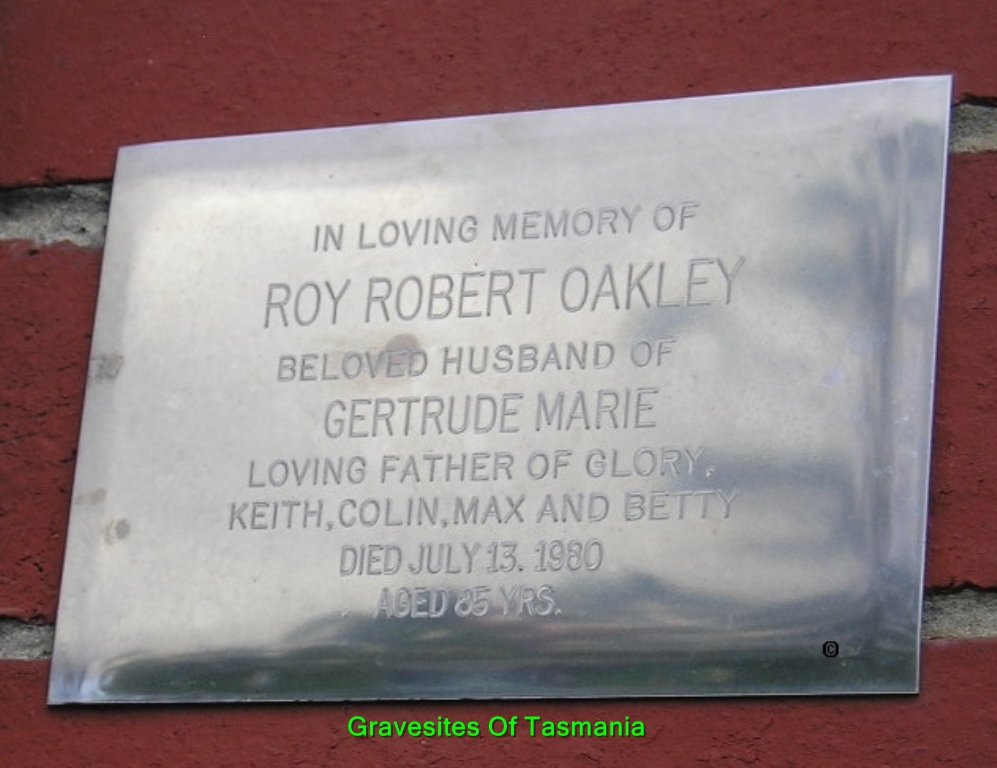 IN LOVING MEMORY OF
ROY ROBERT OAKLEY
BELOVED HUSBAND OF
GERTRUDE MARIE
LOVING FATHER OF GLORY,
KEITH, COLIN, MAX AND BETTY
DIED JULY 13. 1980
AGED 85 YRS.
©
Gravesites Of Tasmania